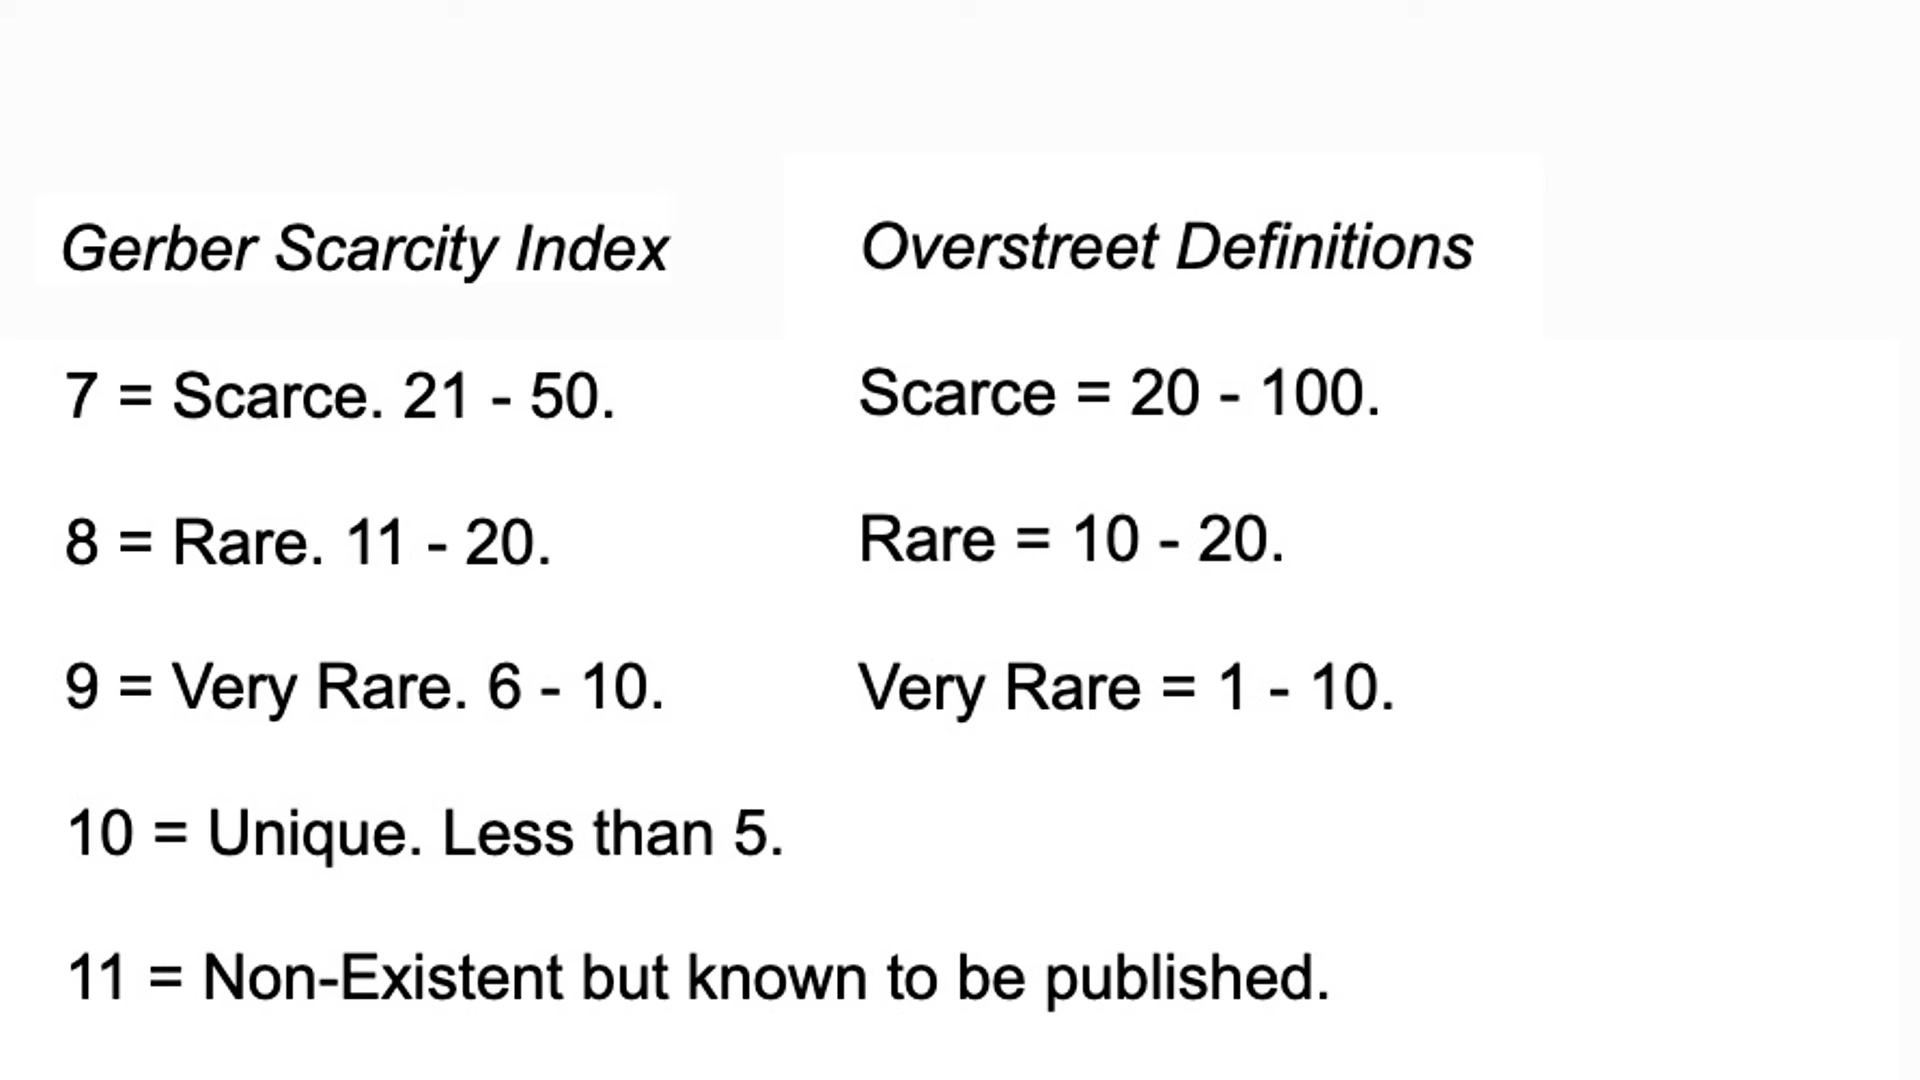 Gerber Scarcity Index
7 = Scarce. 21 - 50.
8 = Rare. 11 - 20.
9 = Very Rare. 6 - 10.
10 = Unique. Less than 5.
11 = Non-Existent but known to be published.
Overstreet Definitions
Scarce = 20 - 100.
Rare = 10 - 20.
Very Rare = 1 - 10.